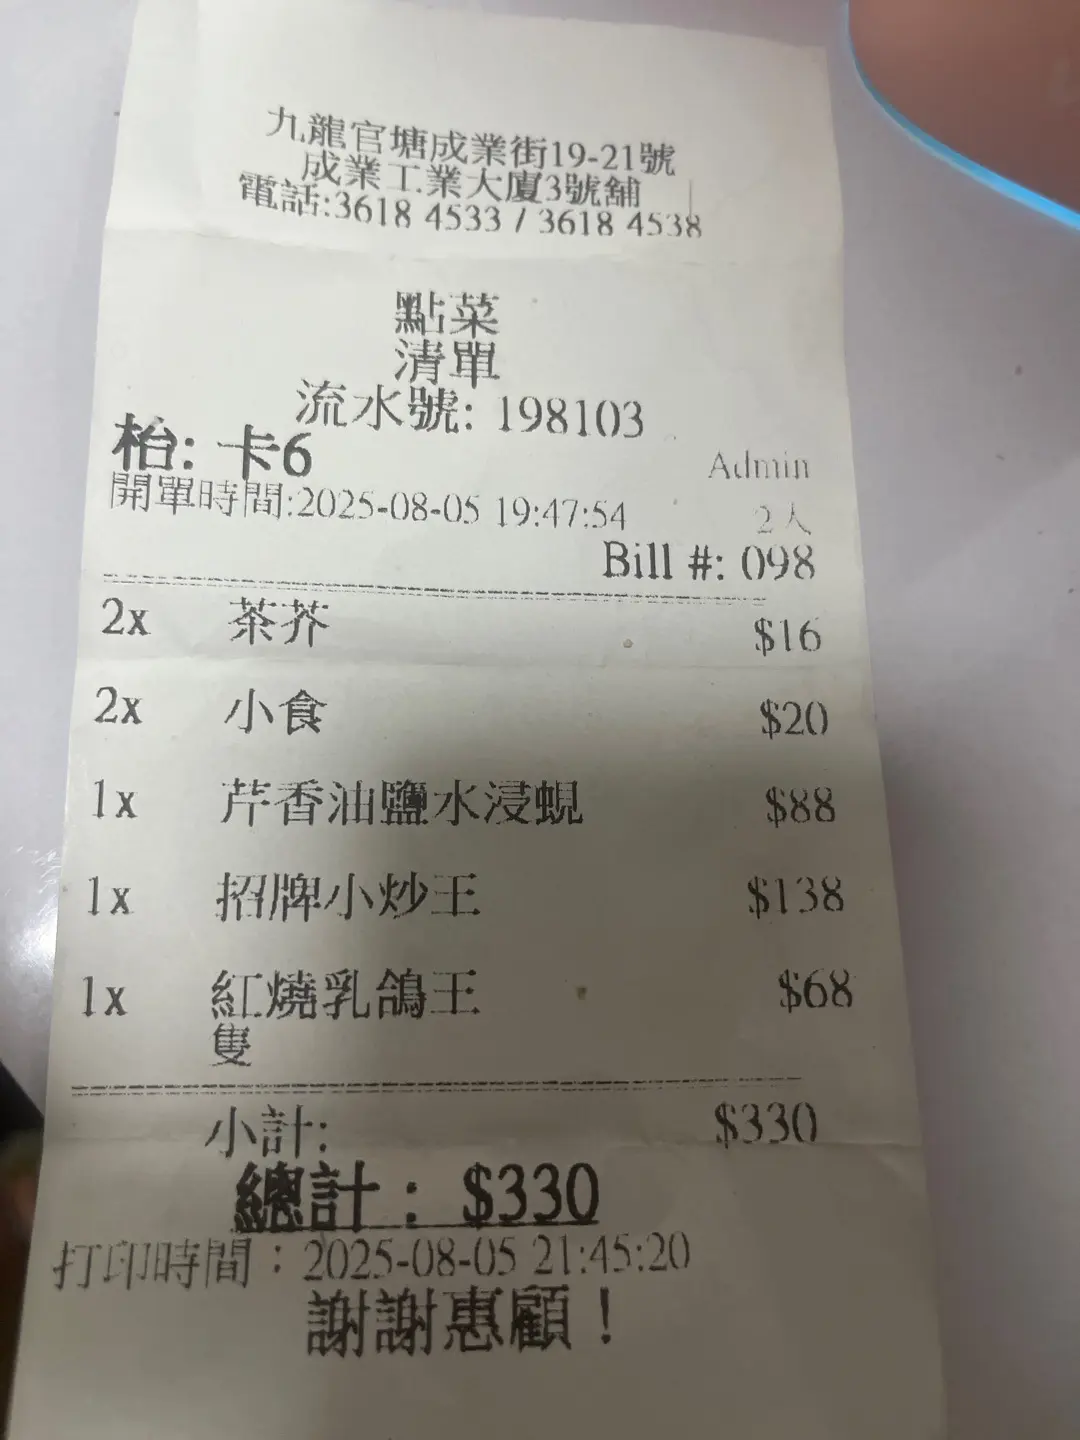 九龍官塘成業街19-21號
成業工業大廈3號舖
電話:3618 4533 / 3618 4538
點菜
清單
流水號: 198103
枱: 卡6
Admin
開單時間:2025-08-05 19:47:54
2人
Bill #: 098
2x 茶芥 $16
2x 小食 $20
1x 芹香油鹽水浸蜆 $88
1x 招牌小炒王 $138
1x 紅燒乳鴿王 $68
隻
小計: $330
總計: $330
打印時間:2025-08-05 21:45:20
謝謝惠顧!